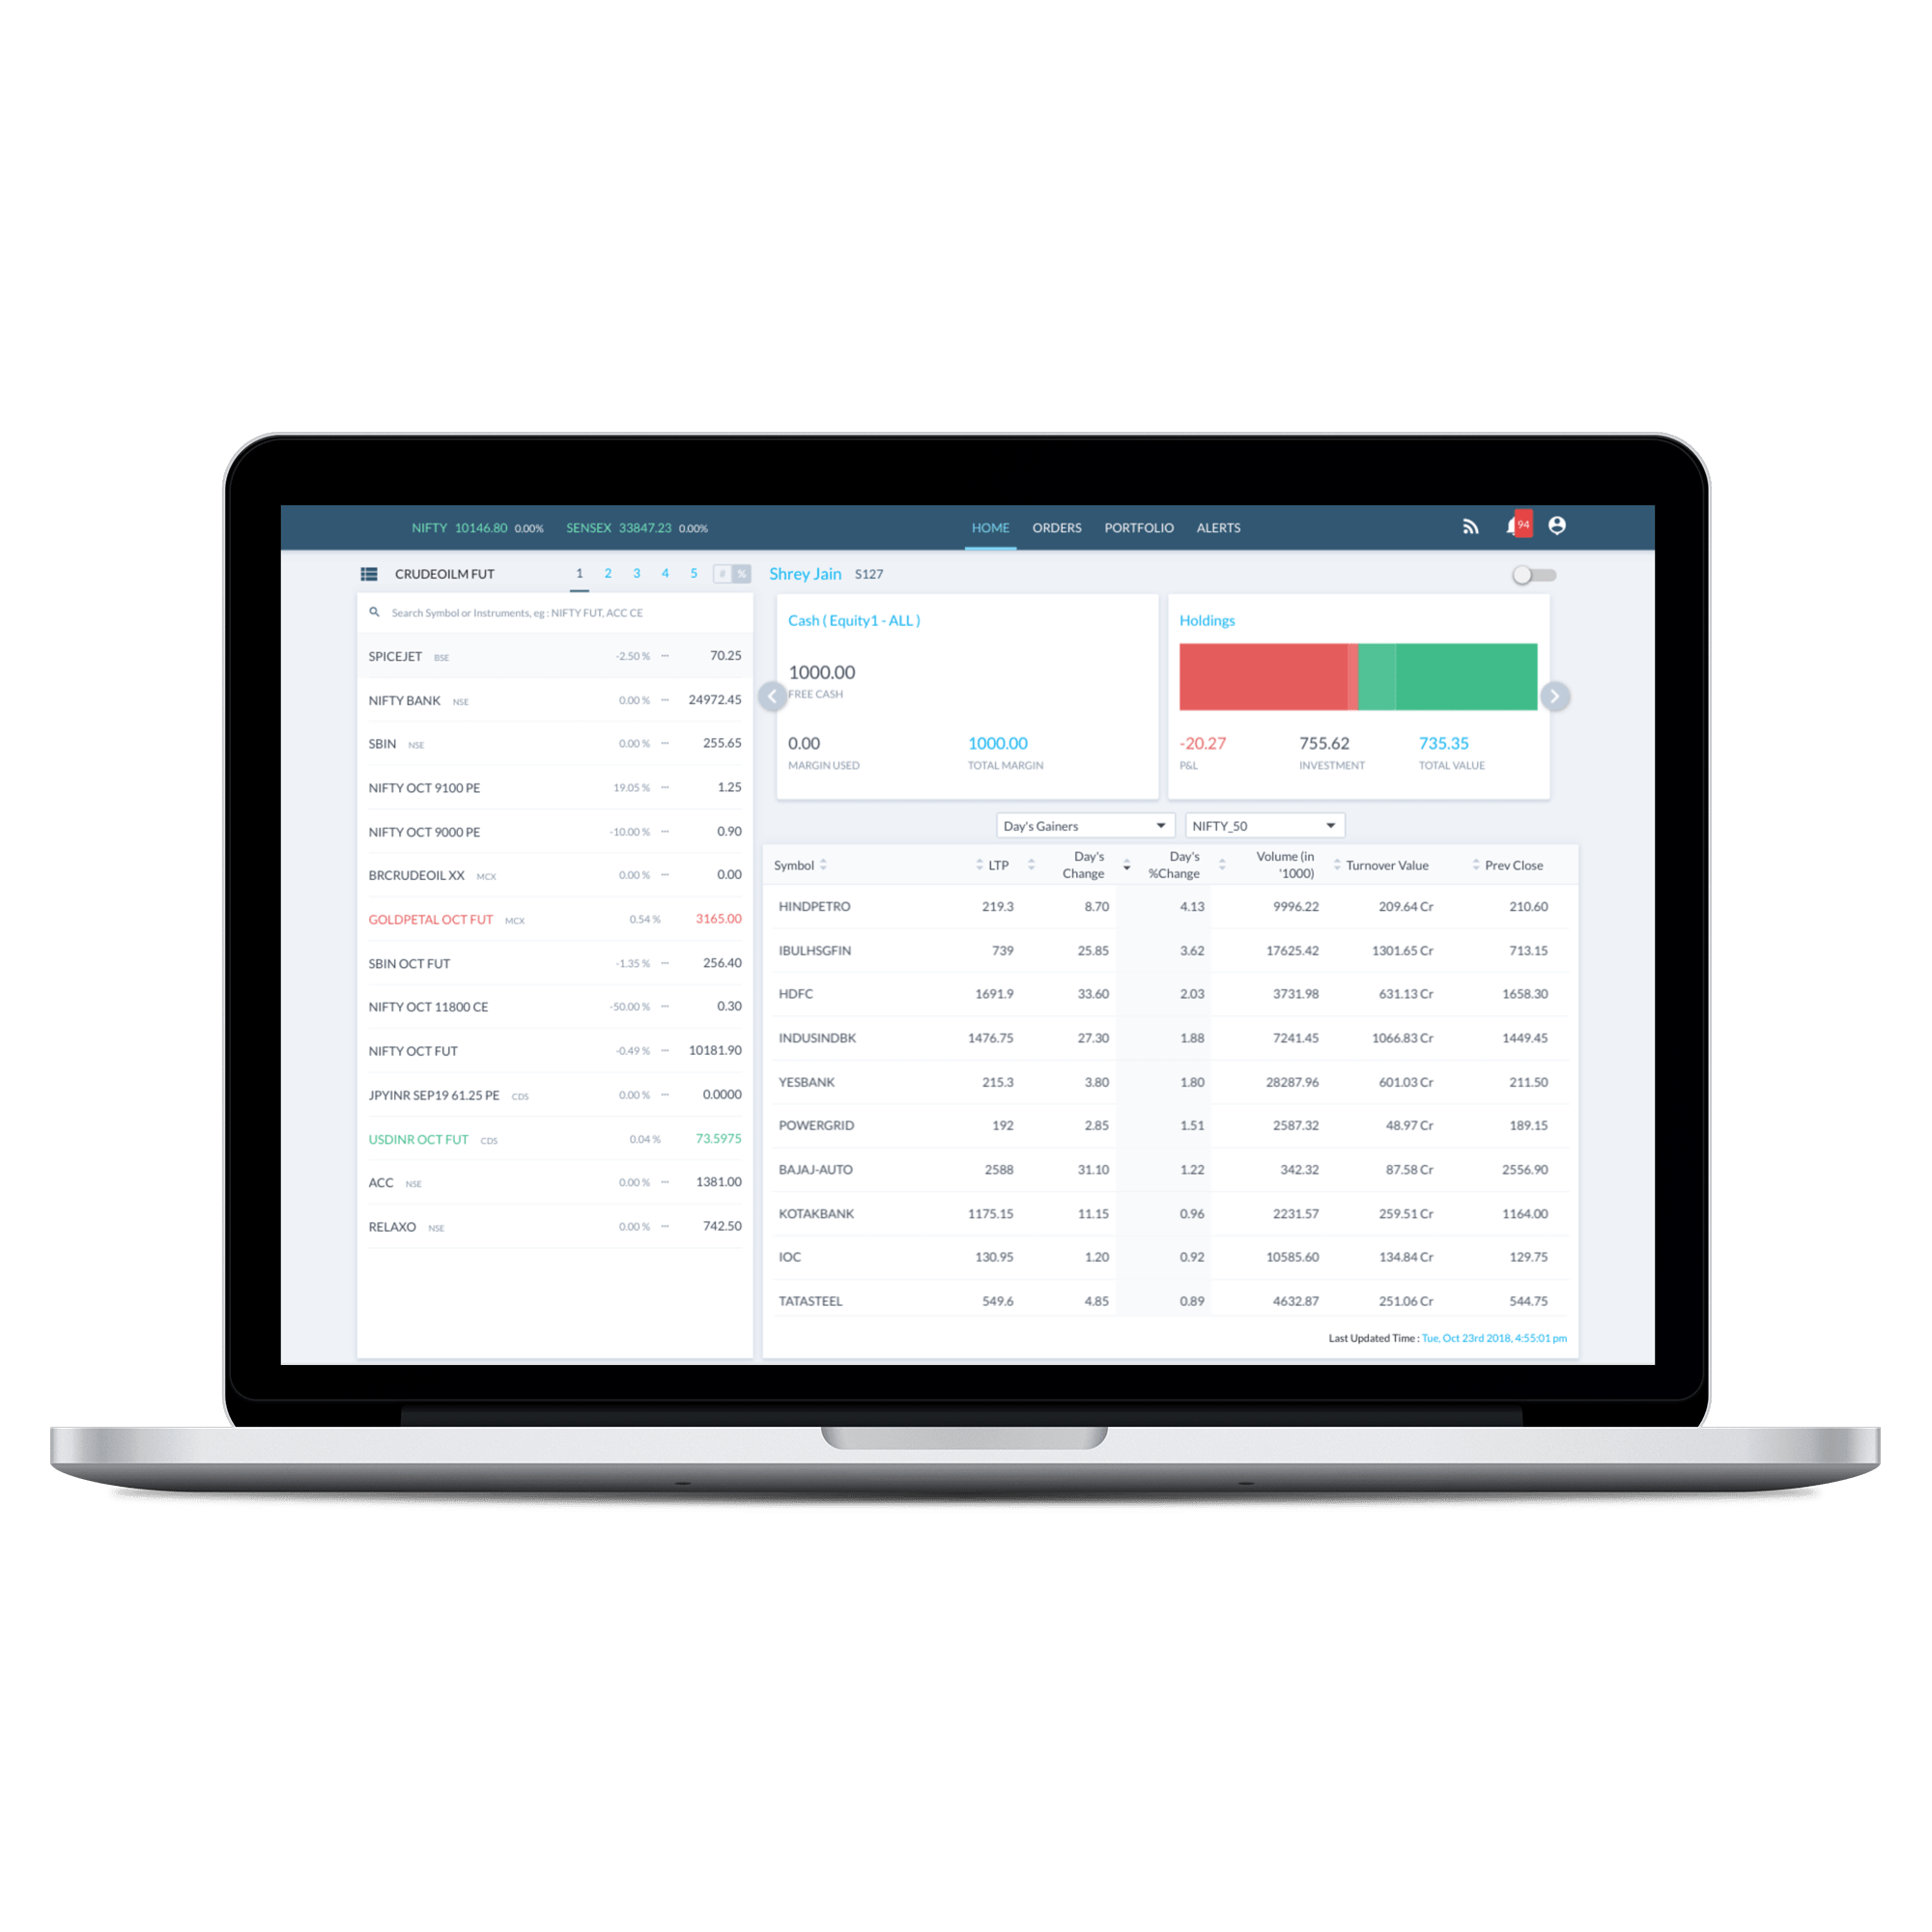 NIFTY 10146.80 0.00% SENSEX 33847.23 0.00% HOME ORDERS PORTFOLIO ALERTS 94
CRUDEOILM FUT 1 2 3 4 5 # %
Search Symbol or Instruments, eg : NIFTY FUT, ACC CE
SPICEJET BSE -2.50 % 70.25
NIFTY BANK NSE 0.00 % 24972.45
SBIN NSE 0.00 % 255.65
NIFTY OCT 9100 PE 19.05 % 1.25
NIFTY OCT 9000 PE -10.00 % 0.90
BRCRUDEOIL XX MCX 0.00 % 0.00
GOLDPETAL OCT FUT MCX 0.54 % 3165.00
SBIN OCT FUT -1.35 % 256.40
NIFTY OCT 11800 CE -50.00 % 0.30
NIFTY OCT FUT -0.49 % 10181.90
JPYINR SEP19 61.25 PE CDS 0.00 % 0.0000
USDINR OCT FUT CDS 0.04 % 73.5975
ACC NSE 0.00 % 1381.00
RELAXO NSE 0.00 % 742.50
Shrey Jain S127
Cash ( Equity1 - ALL )
1000.00
FREE CASH
0.00 1000.00
MARGIN USED TOTAL MARGIN
Holdings
-20.27 755.62 735.35
P&L INVESTMENT TOTAL VALUE
Day's Gainers NIFTY_50
Symbol LTP Day's Change Day's %Change Volume (in '1000) Turnover Value Prev Close
HINDPETRO 219.3 8.70 4.13 9996.22 209.64 Cr 210.60
IBULHSGFIN 739 25.85 3.62 17625.42 1301.65 Cr 713.15
HDFC 1691.9 33.60 2.03 3731.98 631.13 Cr 1658.30
INDUSINDBK 1476.75 27.30 1.88 7241.45 1066.83 Cr 1449.45
YESBANK 215.3 3.80 1.80 28287.96 601.03 Cr 211.50
POWERGRID 192 2.85 1.51 2587.32 48.97 Cr 189.15
BAJAJ-AUTO 2588 31.10 1.22 342.32 87.58 Cr 2556.90
KOTAKBANK 1175.15 11.15 0.96 2231.57 259.51 Cr 1164.00
IOC 130.95 1.20 0.92 10585.60 134.84 Cr 129.75
TATASTEEL 549.6 4.85 0.89 4632.87 251.06 Cr 544.75
Last Updated Time : Tue, Oct 23rd 2018, 4:55:01 pm